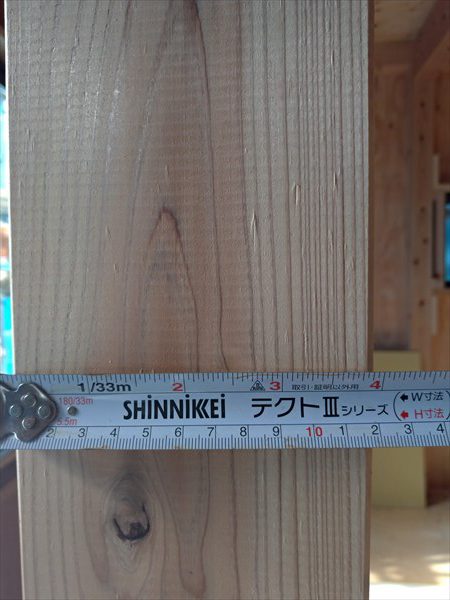 1/33m 2 3 取引・証明以外用 4
180/33m
5.5m
SHiNNiKKEi テクトⅢシリーズ (←W寸法
←H寸法)
2 3 4 5 6 7 8 9 10 1 2 3 4